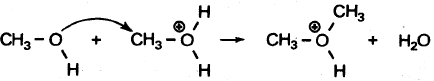 CH₃-O-H + CH₃-O⊕(H)-H → CH₃-O⊕(CH₃)-H + H₂O